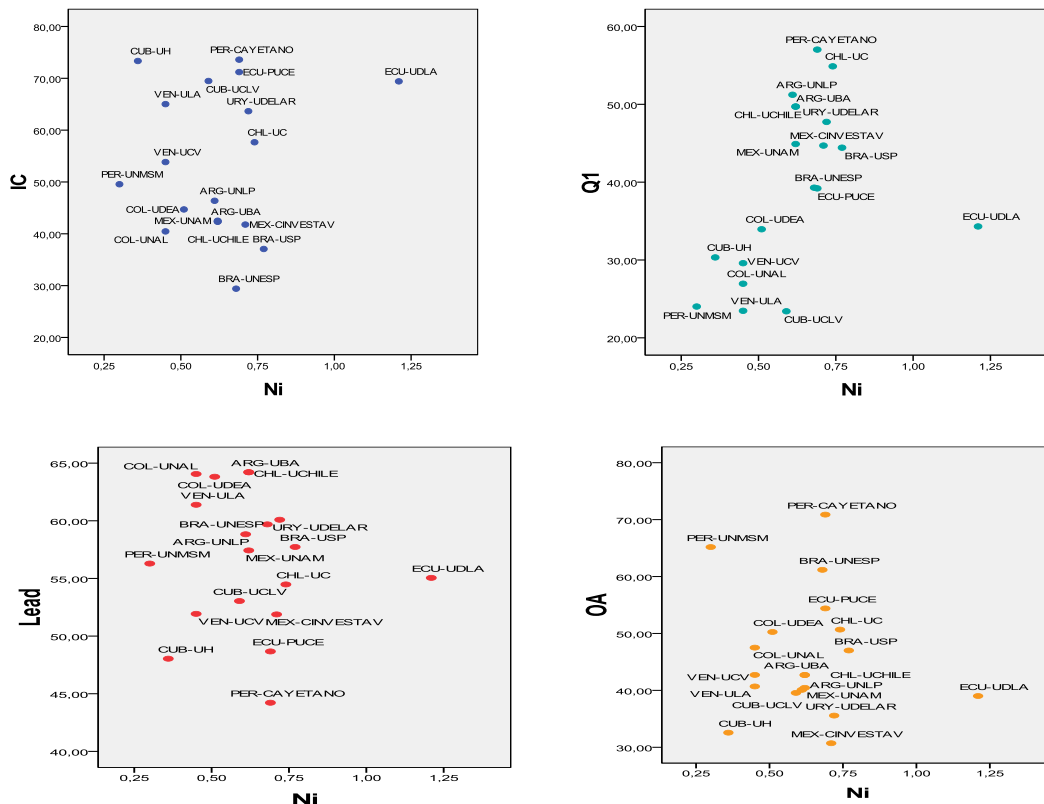 80,00
70,00
60,00
50,00
40,00
30,00
20,00
IC
CUB-UH
PER-CAYETANO
ECU-PUCE
ECU-UDLA
CUB-UCLV
VEN-ULA
URY-UDELAR
CHL-UC
VEN-UCV
PER-UNMSM
ARG-UNLP
COL-UDEA
ARG-UBA
MEX-UNAM
MEX-CINVESTAV
COL-UNAL
CHL-UCHILE
BRA-USP
BRA-UNESP
0,25
0,50
0,75
1,00
1,25
Ni
60,00
50,00
40,00
30,00
20,00
Q1
PER-CAYETANO
CHL-UC
ARG-UNLP
ARG-UBA
CHL-UCHILE
URY-UDELAR
MEX-CINVESTAV
MEX-UNAM
BRA-USP
BRA-UNESP
ECU-PUCE
COL-UDEA
ECU-UDLA
CUB-UH
VEN-UCV
COL-UNAL
VEN-ULA
PER-UNMSM
CUB-UCLV
0,25
0,50
0,75
1,00
1,25
Ni
65,00
60,00
55,00
50,00
45,00
40,00
Lead
COL-UNAL
ARG-UBA
CHL-UCHILE
COL-UDEA
VEN-ULA
BRA-UNESP
URY-UDELAR
ARG-UNLP
BRA-USP
PER-UNMSM
MEX-UNAM
ECU-UDLA
CHL-UC
CUB-UCLV
VEN-UCV
MEX-CINVESTAV
ECU-PUCE
CUB-UH
PER-CAYETANO
0,25
0,50
0,75
1,00
1,25
Ni
80,00
70,00
60,00
50,00
40,00
30,00
OA
PER-CAYETANO
PER-UNMSM
BRA-UNESP
ECU-PUCE
COL-UDEA
CHL-UC
BRA-USP
COL-UNAL
ARG-UBA
VEN-UCV
CHL-UCHILE
ARG-UNLP
ECU-UDLA
VEN-ULA
MEX-UNAM
CUB-UCLV
URY-UDELAR
CUB-UH
MEX-CINVESTAV
0,25
0,50
0,75
1,00
1,25
Ni